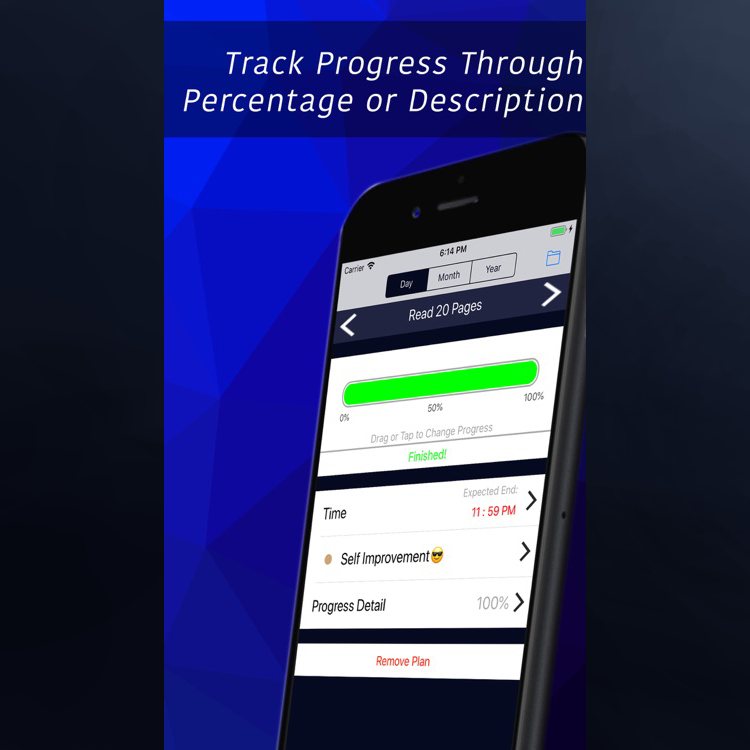 Track Progress Through
Percentage or Description
6:14 PM
Carrier
Day Month Year
Read 20 Pages
0% 50% 100%
Drag or Tap to Change Progress
Finished!
Expected End:
Time 11 : 59 PM
Self Improvement😎
Progress Detail 100%
Remove Plan